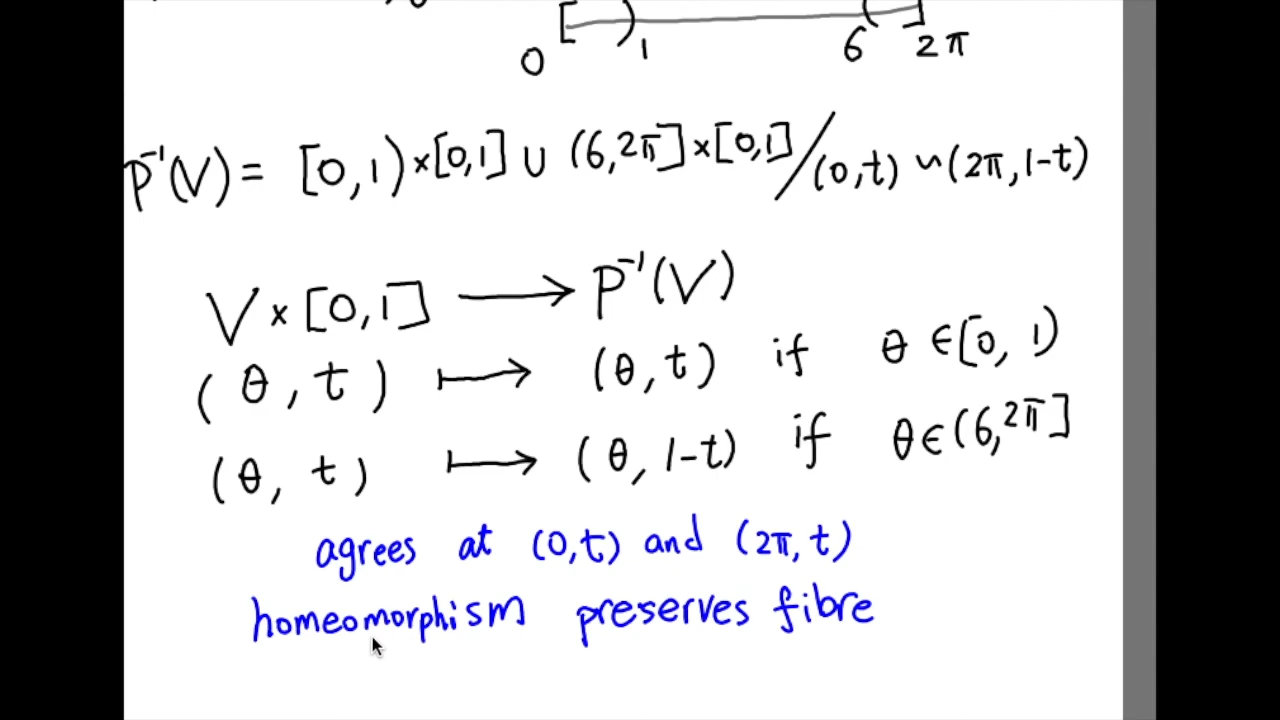 [ ) ( ]
0 1 6 2π
p⁻¹(V) = [0,1)×[0,1] ∪ (6,2π]×[0,1] / (0,t) ~ (2π,1-t)
V × [0,1] ⟶ p⁻¹(V)
(θ, t) ⟼ (θ, t) if θ ∈ [0, 1)
(θ, t) ⟼ (θ, 1-t) if θ ∈ (6, 2π]
agrees at (0,t) and (2π, t)
homeomorphism preserves fibre